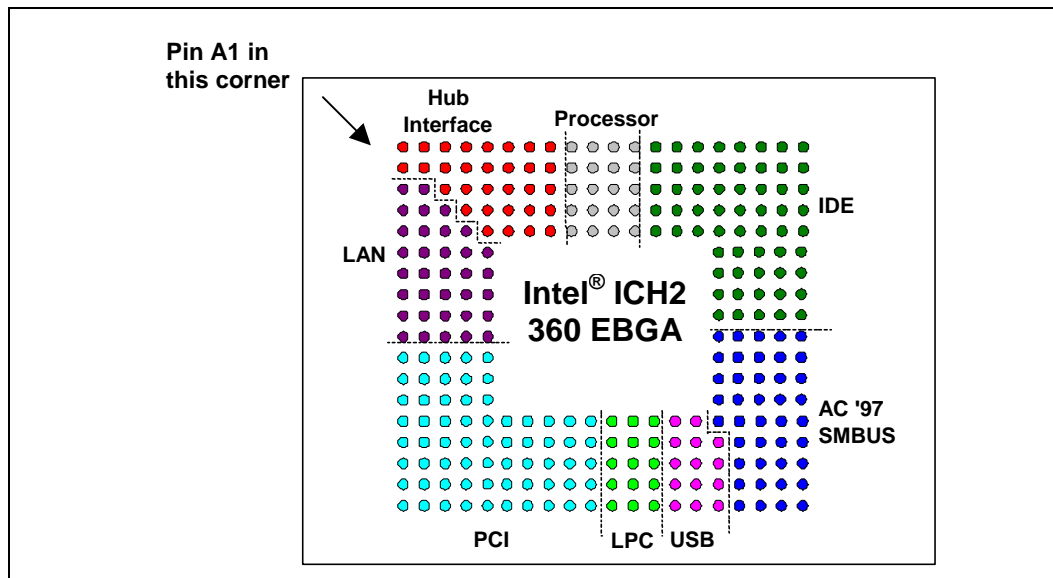 Pin A1 in
this corner
Hub
Interface
Processor
IDE
LAN
Intel® ICH2
360 EBGA
AC '97
SMBUS
PCI
LPC
USB